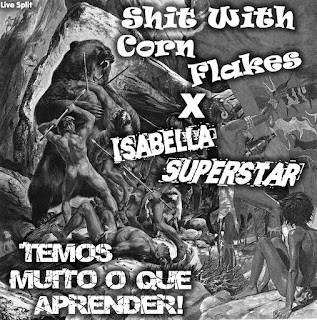 Live Split
Shit With
Corn
Flakes
X
ISABELLA
SUPERSTAR
TEMOS
MUITO O QUE
APRENDER!